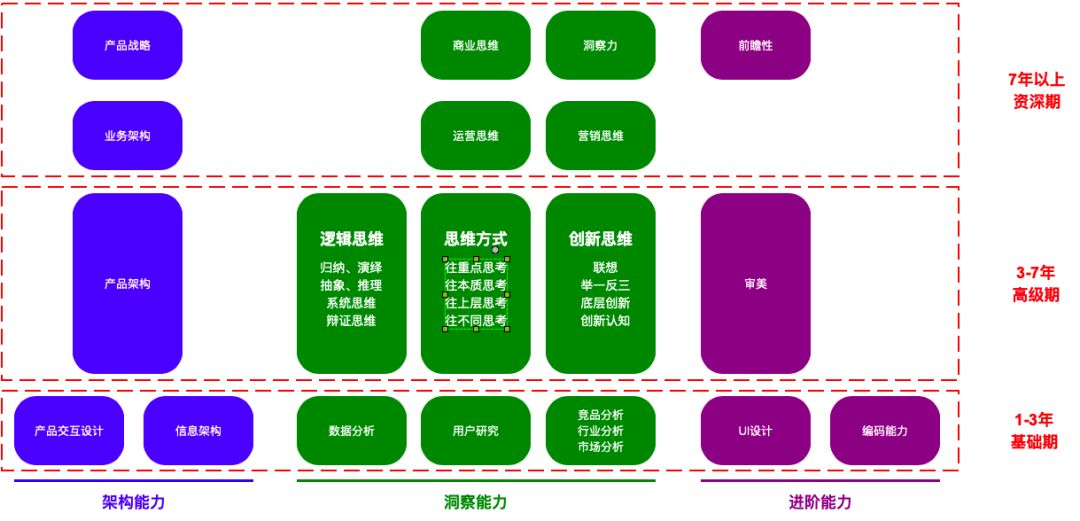 产品战略
商业思维
洞察力
前瞻性
7年以上
资深期
业务架构
运营思维
营销思维
产品架构
逻辑思维
归纳、演绎
抽象、推理
系统思维
辩证思维
思维方式
往重点思考
往本质思考
往上层思考
往不同思考
创新思维
联想
举一反三
底层创新
创新认知
审美
3-7年
高级期
产品交互设计
信息架构
数据分析
用户研究
竞品分析
行业分析
市场分析
UI设计
编码能力
1-3年
基础期
架构能力
洞察能力
进阶能力